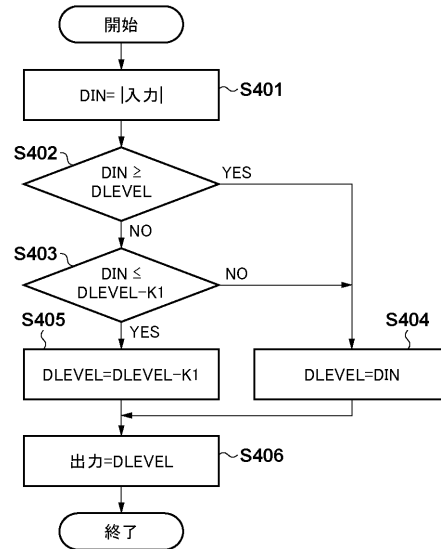 開始
DIN= |入力|
S401
S402
DIN ≧
DLEVEL
YES
NO
S403
DIN ≦
DLEVEL-K1
NO
YES
S405
DLEVEL=DLEVEL-K1
S404
DLEVEL=DIN
出力=DLEVEL
S406
終了